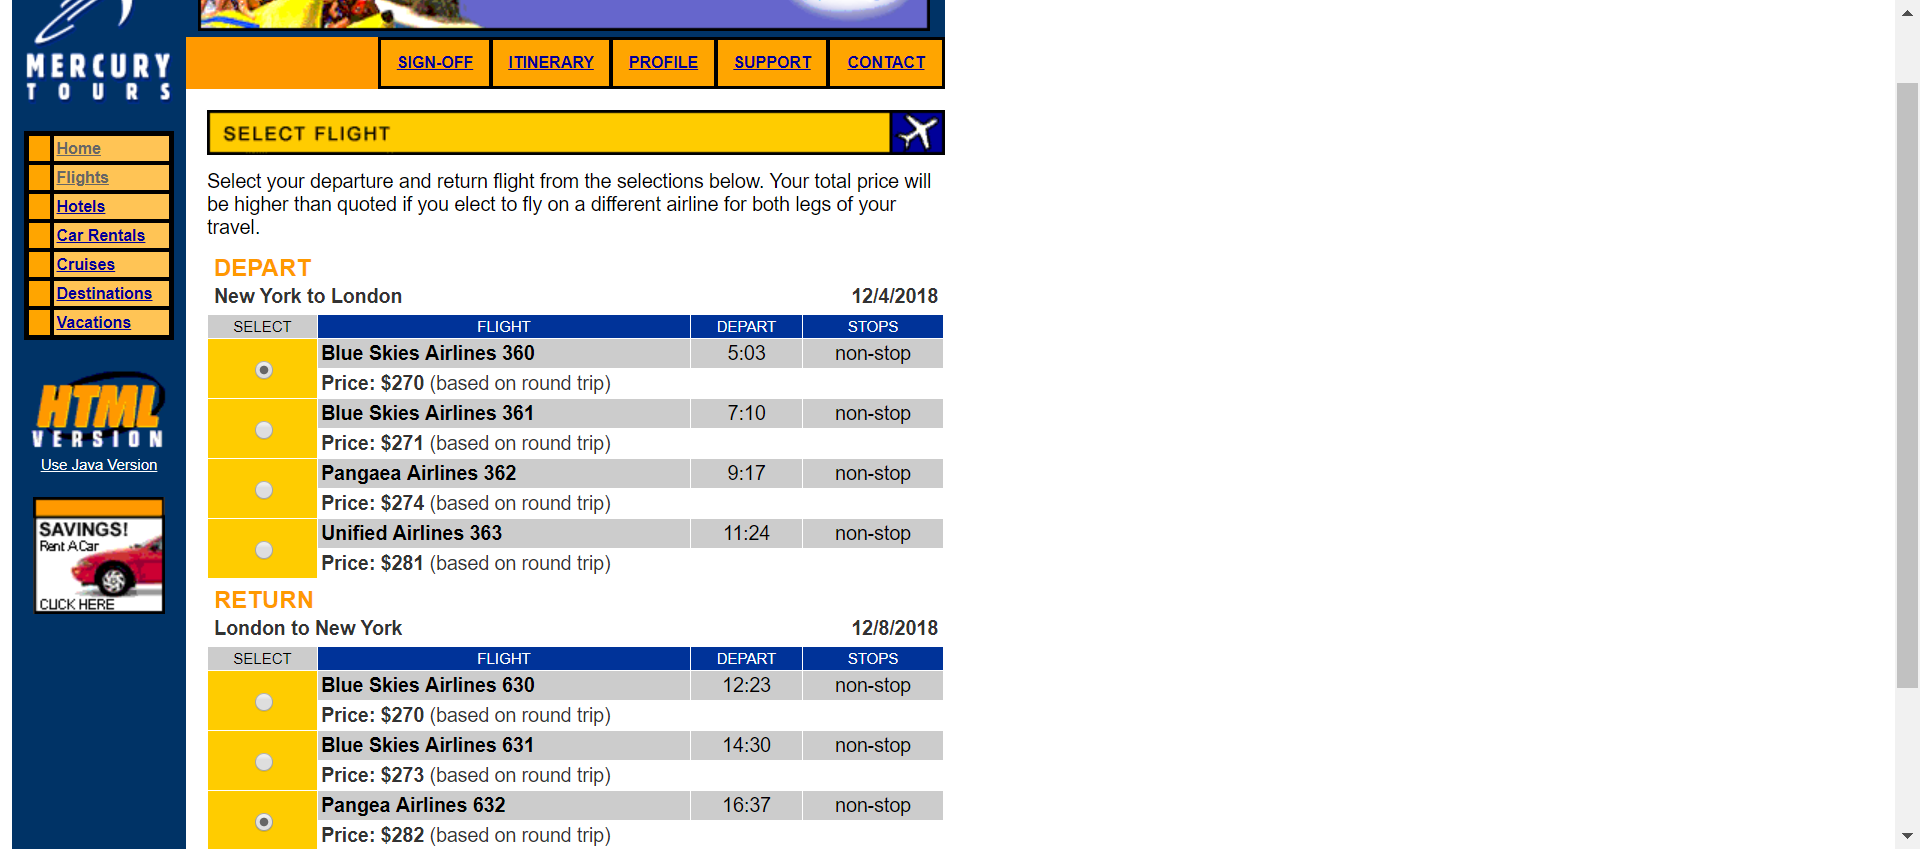 MERCURY
TOURS
SIGN-OFF ITINERARY PROFILE SUPPORT CONTACT
Home
Flights
Hotels
Car Rentals
Cruises
Destinations
Vacations
HTML
VERSION
Use Java Version
SAVINGS!
Rent A Car
CLICK HERE
SELECT FLIGHT
Select your departure and return flight from the selections below. Your total price will
be higher than quoted if you elect to fly on a different airline for both legs of your
travel.
DEPART
New York to London 12/4/2018
SELECT FLIGHT DEPART STOPS
Blue Skies Airlines 360 5:03 non-stop
Price: $270 (based on round trip)
Blue Skies Airlines 361 7:10 non-stop
Price: $271 (based on round trip)
Pangaea Airlines 362 9:17 non-stop
Price: $274 (based on round trip)
Unified Airlines 363 11:24 non-stop
Price: $281 (based on round trip)
RETURN
London to New York 12/8/2018
SELECT FLIGHT DEPART STOPS
Blue Skies Airlines 630 12:23 non-stop
Price: $270 (based on round trip)
Blue Skies Airlines 631 14:30 non-stop
Price: $273 (based on round trip)
Pangea Airlines 632 16:37 non-stop
Price: $282 (based on round trip)